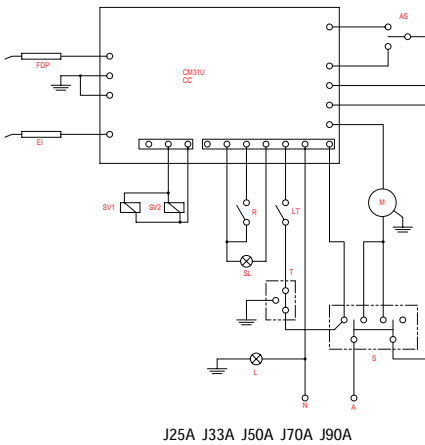 AS
FDP
CM31U
CC
EI
SV1 SV2 R LT M
SL
T
S
L
N A
J25A J33A J50A J70A J90A